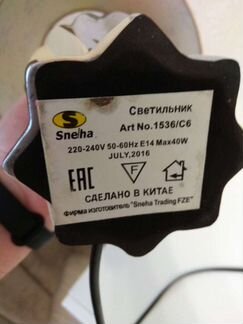 Sneha
Светильник
Art No.1536/C6
220-240V 50-60Hz E14 Max40W
JULY,2016
EAC
F
СДЕЛАНО В КИТАЕ
Фирма изготовитель "Sneha Trading FZE"